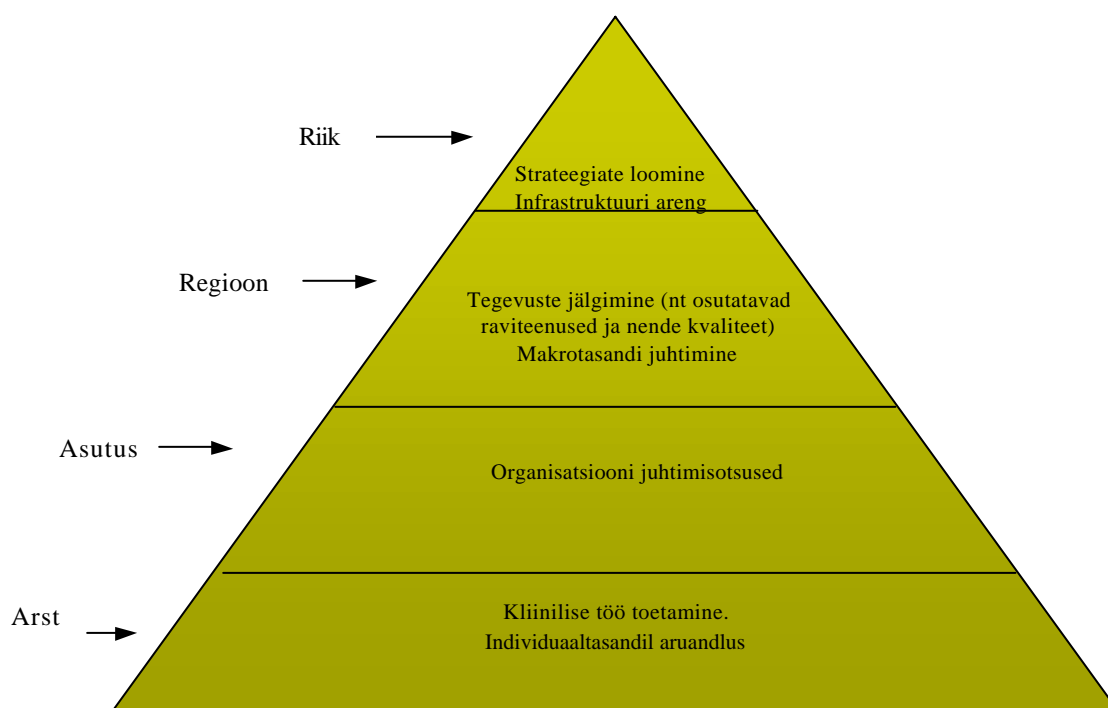 Riik
Strateegiate loomine
Infrastruktuuri areng
Regioon
Tegevuste jälgimine (nt osutatavad
raviteenused ja nende kvaliteet)
Makrotasandi juhtimine
Asutus
Organisatsiooni juhtimisotsused
Arst
Kliinilise töö toetamine.
Individuaaltasandil aruandlus